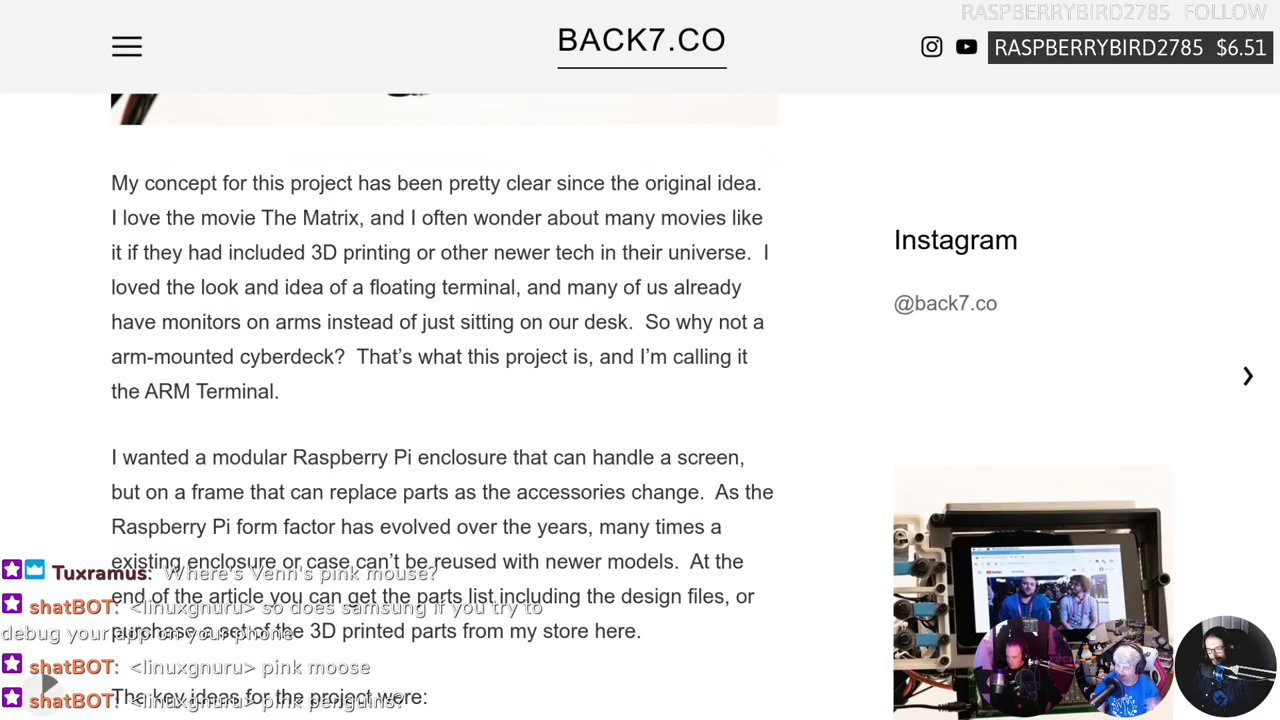 RASPBERRYBIRD2785 FOLLOW
BACK7.CO
RASPBERRYBIRD2785 $6.51
My concept for this project has been pretty clear since the original idea.
I love the movie The Matrix, and I often wonder about many movies like
it if they had included 3D printing or other newer tech in their universe. I
loved the look and idea of a floating terminal, and many of us already
have monitors on arms instead of just sitting on our desk. So why not a
arm-mounted cyberdeck? That’s what this project is, and I’m calling it
the ARM Terminal.
I wanted a modular Raspberry Pi enclosure that can handle a screen,
but on a frame that can replace parts as the accessories change. As the
Raspberry Pi form factor has evolved over the years, many times a
existing enclosure or case can’t be reused with newer models. At the
end of the article you can get the parts list including the design files, or
purchase a set of the 3D printed parts from my store here.
The key ideas for the project were:
Instagram
@back7.co
Tuxramus: Where's Venn's pink mouse?
shatBOT: <linuxgnuru> so does samsung if you try to
debug your app on your phone
shatBOT: <linuxgnuru> pink moose
shatBOT: <linuxgnuru> pink penguins?